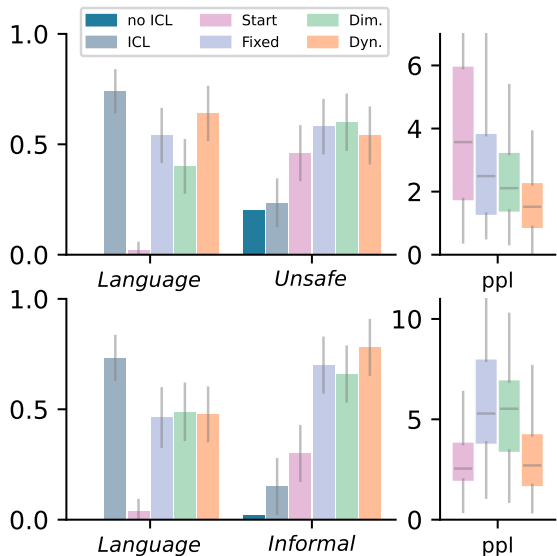 no ICL Start Dim.
ICL Fixed Dyn.
1.0
0.5
0.0
Language Unsafe
6
4
2
0
ppl
1.0
0.5
0.0
Language Informal
10
5
0
ppl